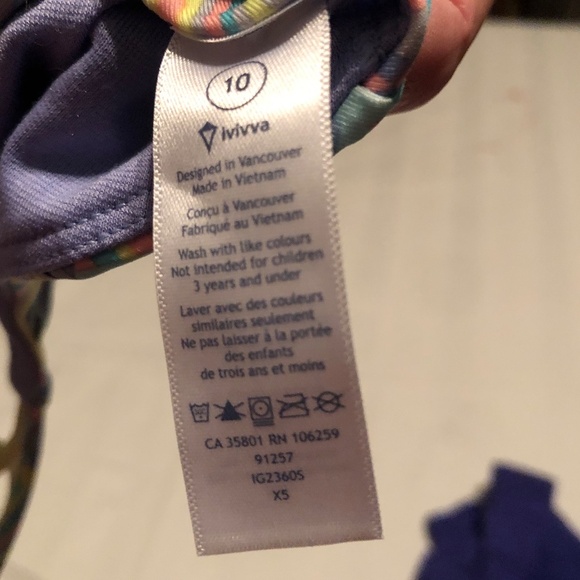 10
ivivva
Designed in Vancouver
Made in Vietnam
Conçu à Vancouver
Fabriqué au Vietnam
Wash with like colours
Not intended for children
3 years and under
Laver avec des couleurs
similaires seulement
Ne pas laisser à la portée
des enfants
de trois ans et moins
CA 35801 RN 106259
91257
IG2360S
X5